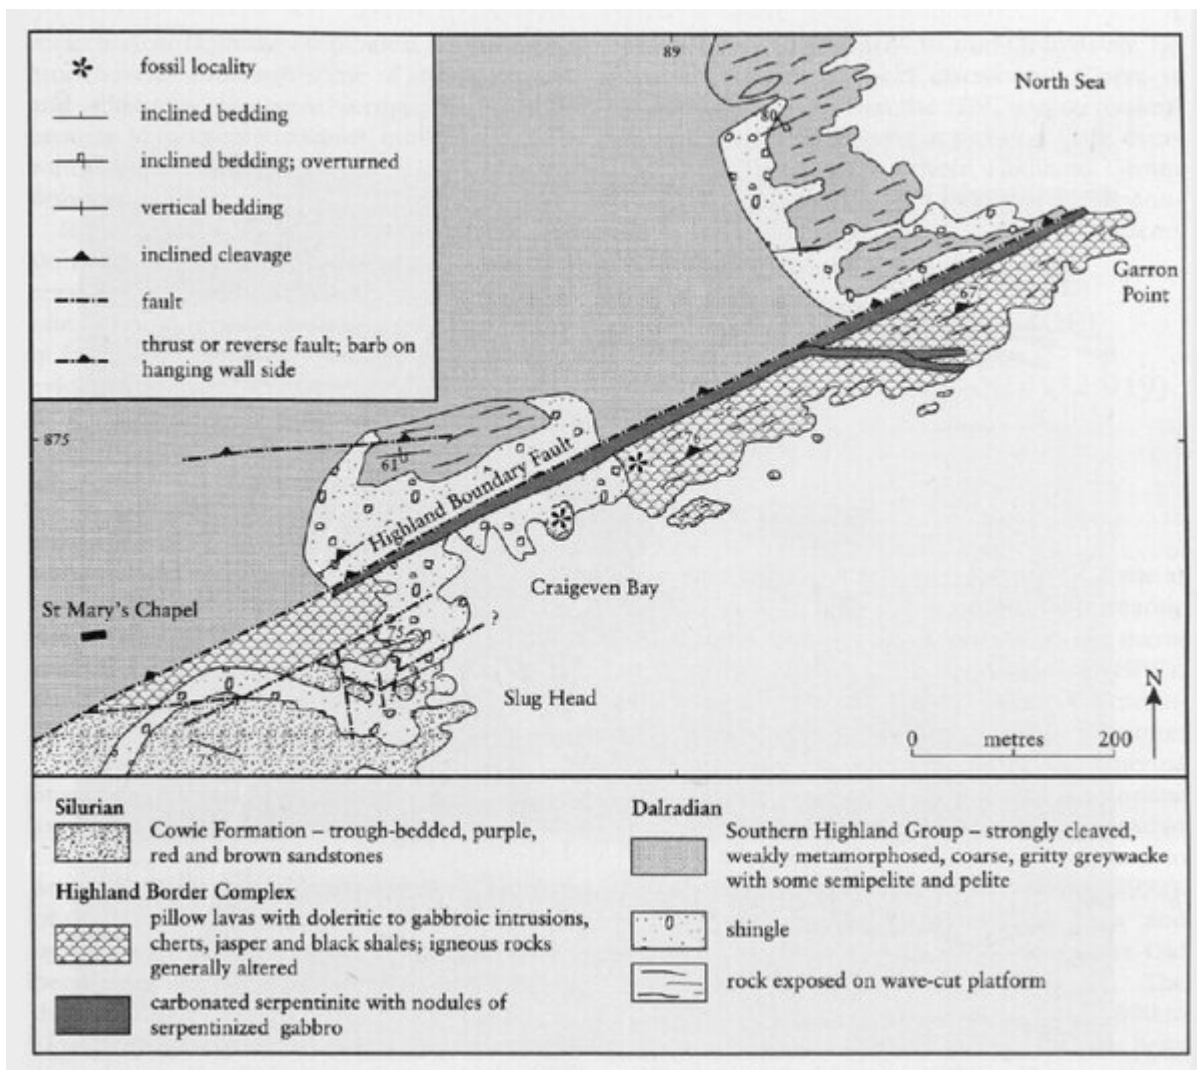 fossil locality
inclined bedding
inclined bedding; overturned
vertical bedding
inclined cleavage
fault
thrust or reverse fault; barb on
hanging wall side
89
North Sea
80
Garron
Point
67
875
76
61
Highland Boundary Fault
Craigeven Bay
St Mary's Chapel
?
75
51
Slug Head
75
N
0 metres 200
Silurian
Cowie Formation – trough-bedded, purple,
red and brown sandstones
Highland Border Complex
pillow lavas with doleritic to gabbroic intrusions,
cherts, jasper and black shales; igneous rocks
generally altered
carbonated serpentinite with nodules of
serpentinized gabbro
Dalradian
Southern Highland Group – strongly cleaved,
weakly metamorphosed, coarse, gritty greywacke
with some semipelite and pelite
shingle
rock exposed on wave-cut platform